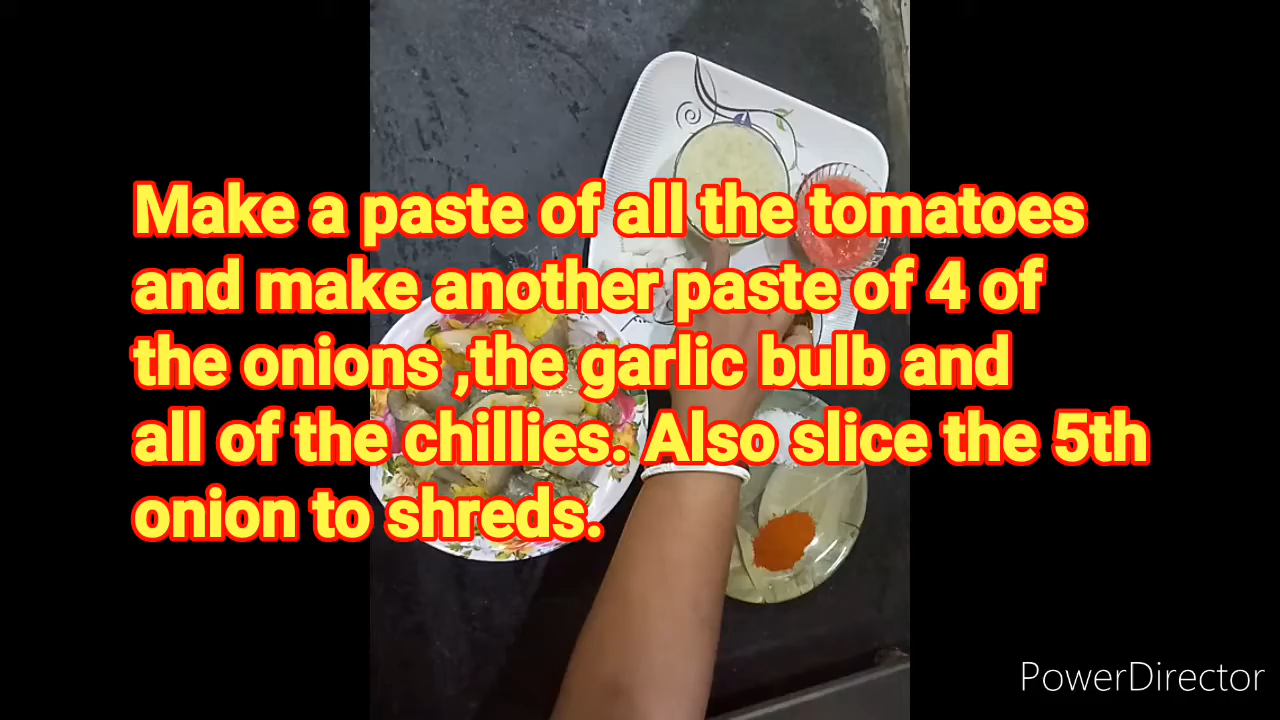 Make a paste of all the tomatoes
and make another paste of 4 of
the onions ,the garlic bulb and
all of the chillies. Also slice the 5th
onion to shreds.
PowerDirector